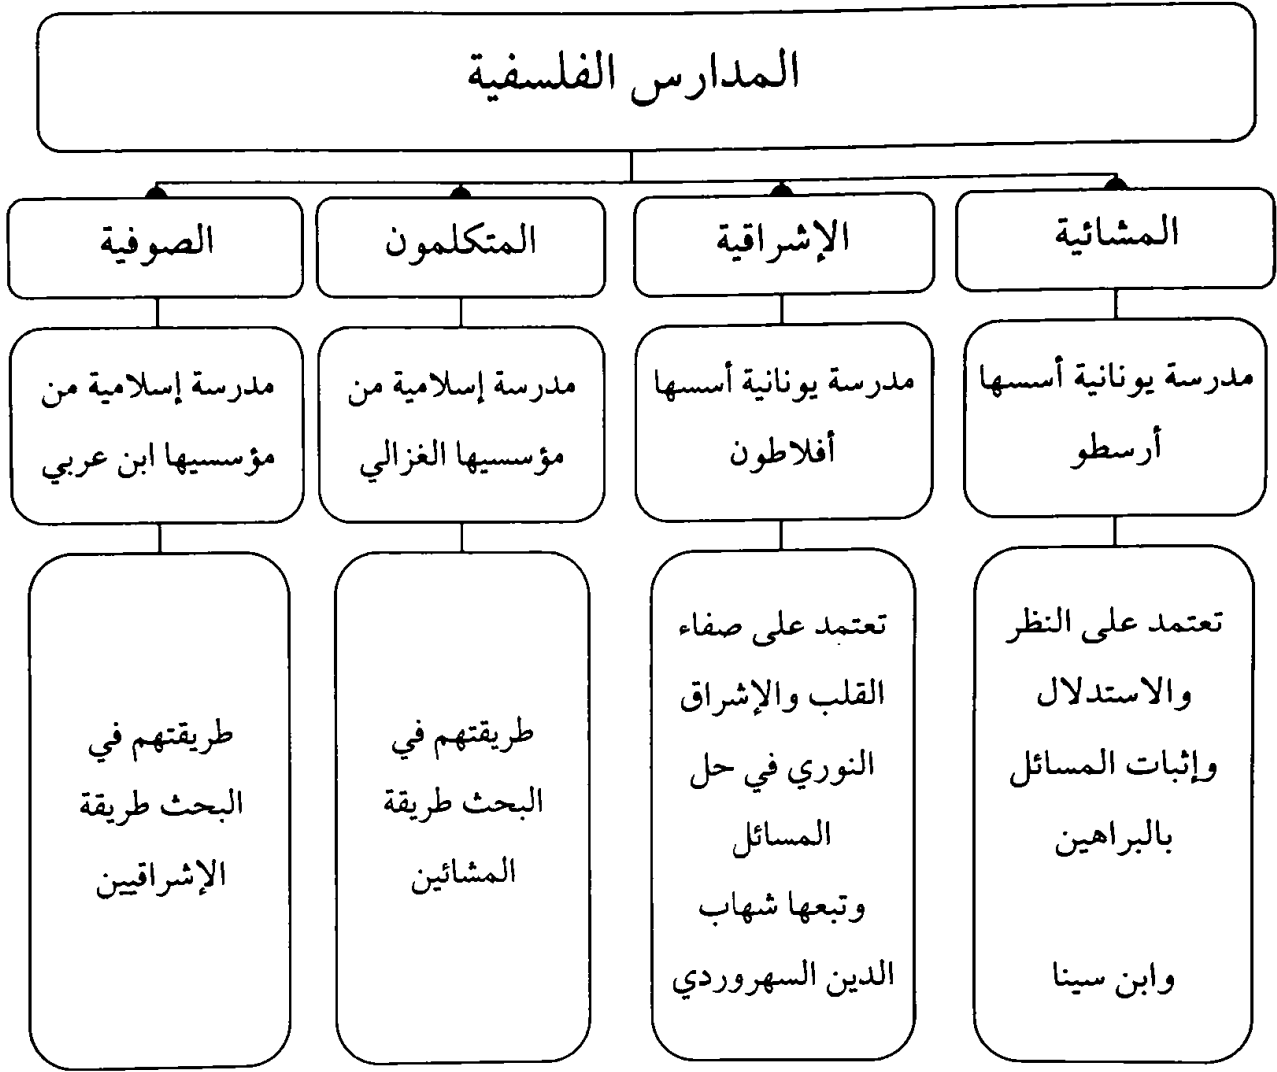 المدارس الفلسفية
المشائية
الإشراقية
المتكلمون
الصوفية
مدرسة يونانية أسسها
أرسطو
مدرسة يونانية أسسها
أفلاطون
مدرسة إسلامية من
مؤسسيها الغزالي
مدرسة إسلامية من
مؤسسيها ابن عربي
تعتمد على النظر
والاستدلال
وإثبات المسائل
بالبراهين
وابن سينا
تعتمد على صفاء
القلب والإشراق
النوري في حل
المسائل
وتبعها شهاب
الدين السهروردي
طريقتهم في
البحث طريقة
المشائين
طريقتهم في
البحث طريقة
الإشراقيين